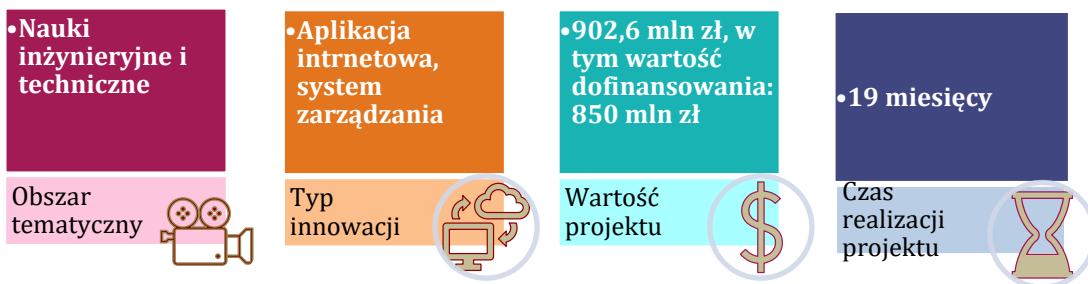 •Nauki
inżynieryjne i
techniczne
Obszar
tematyczny
•Aplikacja
intrnetowa,
system
zarządzania
Typ
innowacji
•902,6 mln zł, w
tym wartość
dofinansowania:
850 mln zł
Wartość
projektu
•19 miesięcy
Czas
realizacji
projektu